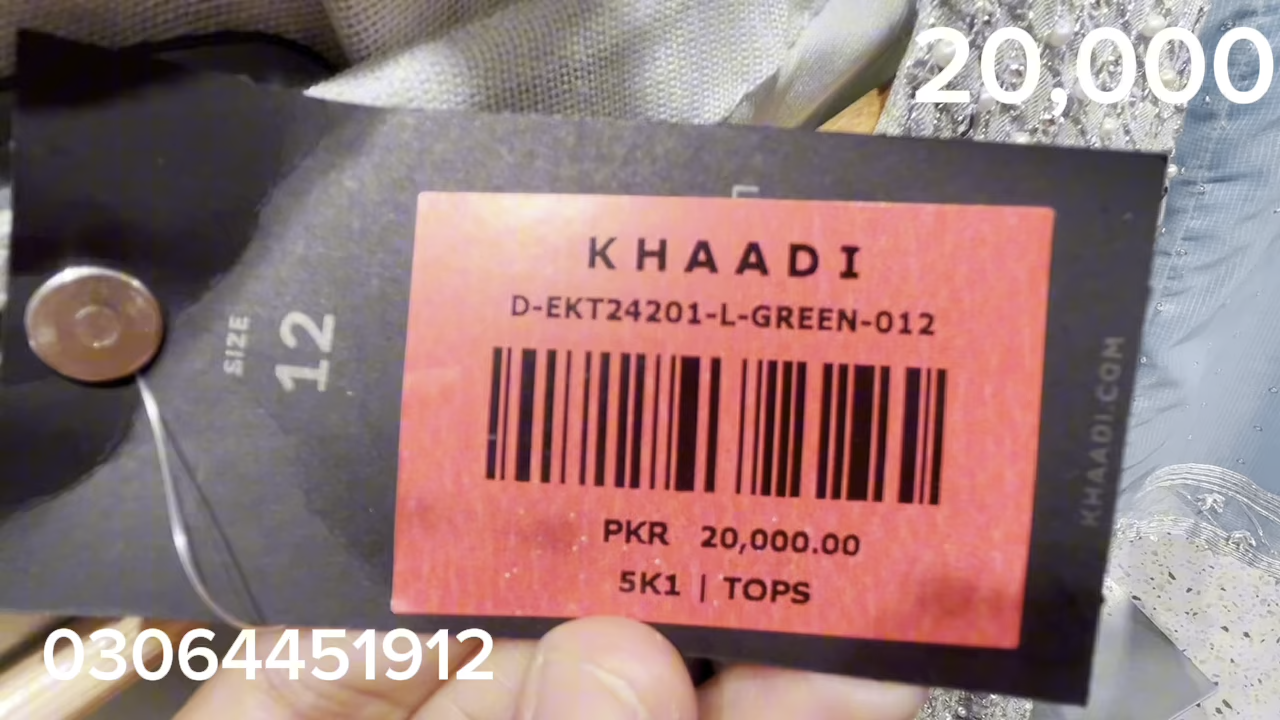 20,000
KHAADI
D-EKT24201-L-GREEN-012
SIZE
12
PKR 20,000.00
5K1 | TOPS
KHAADI.COM
03064451912